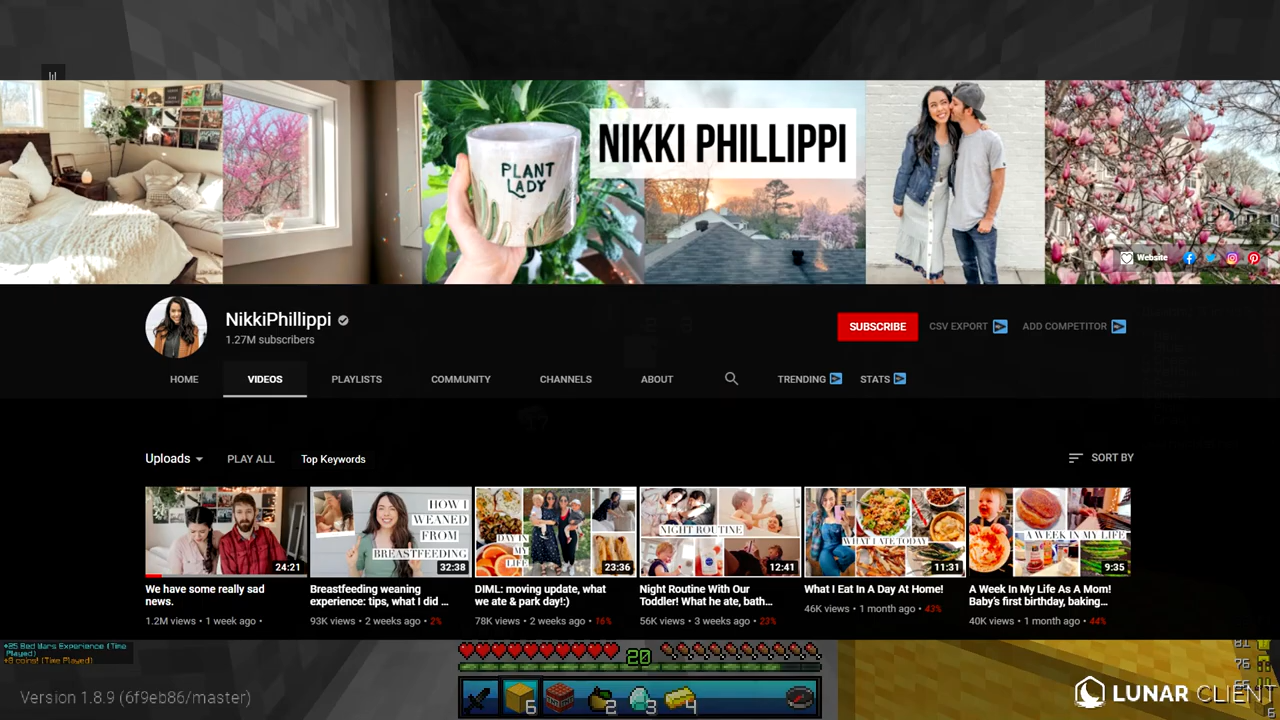 PLANT
LADY
NIKKI PHILLIPPI
Website
NikkiPhillippi
1.27M subscribers
SUBSCRIBE
CSV EXPORT
ADD COMPETITOR
HOME
VIDEOS
PLAYLISTS
COMMUNITY
CHANNELS
ABOUT
TRENDING
STATS
Uploads
PLAY ALL
Top Keywords
SORT BY
24:21
HOW I
WEANED
FROM
BREASTFEEDING
32:38
DAY IN
MY
LIFE
23:36
NIGHT ROUTINE
12:41
WHAT I ATE TODAY
11:31
A WEEK IN MY LIFE
9:35
We have some really sad
news.
1.2M views • 1 week ago •
Breastfeeding weaning
experience: tips, what I did ...
93K views • 2 weeks ago • 2%
DIML: moving update, what
we ate & park day!:)
78K views • 2 weeks ago • 16%
Night Routine With Our
Toddler! What he ate, bath...
56K views • 3 weeks ago • 23%
What I Eat In A Day At Home!
46K views • 1 month ago • 43%
A Week In My Life As A Mom!
Baby's first birthday, baking...
40K views • 1 month ago • 44%
+25 Bed Wars Experience (Time
Played)
+8 coins! (Time Played)
20
81
76
6
2
3
4
6
Version 1.8.9 (6f9eb86/master)
LUNAR CLIENT